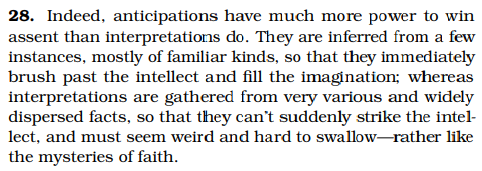 28. Indeed, anticipations have much more power to win
assent than interpretations do. They are inferred from a few
instances, mostly of familiar kinds, so that they immediately
brush past the intellect and fill the imagination; whereas
interpretations are gathered from very various and widely
dispersed facts, so that they can't suddenly strike the intel-
lect, and must seem weird and hard to swallow—rather like
the mysteries of faith.